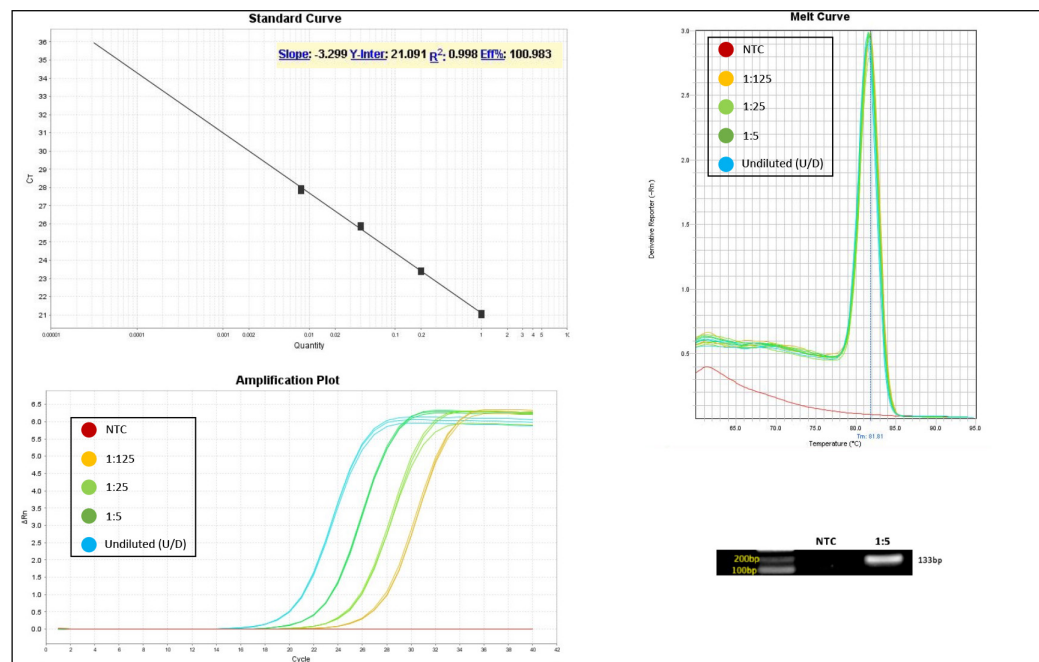 Standard Curve
Slope: -3.299 Y-Inter: 21.091 R²: 0.998 Eff%: 100.983
36
35
34
33
32
31
30
29
28
27
26
25
24
23
22
21
CT
0.00001 0.0001 0.001 0.002 0.01 0.02 0.1 0.2 1 2 3 4 5 10
Quantity
Melt Curve
NTC
1:125
1:25
1:5
Undiluted (U/D)
3.0
2.5
2.0
1.5
1.0
0.5
Derivative Reporter (-Rn)
65.0 70.0 75.0 80.0 85.0 90.0 95.0
Tm: 81.81
Temperature (°C)
Amplification Plot
NTC
1:125
1:25
1:5
Undiluted (U/D)
6.5
6.0
5.5
5.0
4.5
4.0
3.5
3.0
2.5
2.0
1.5
1.0
0.5
0.0
ΔRn
0 2 4 6 8 10 12 14 16 18 20 22 24 26 28 30 32 34 36 38 40 42
Cycle
NTC 1:5
200bp
100bp
133bp